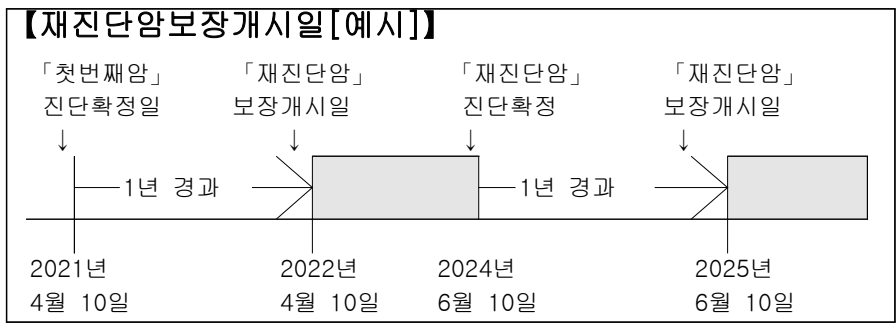 【재진단암보장개시일[예시]】
「첫번째암」 「재진단암」 「재진단암」 「재진단암」
진단확정일 보장개시일 진단확정 보장개시일
↓ ↓ ↓ ↓
1년 경과 1년 경과
2021년 2022년 2024년 2025년
4월 10일 4월 10일 6월 10일 6월 10일